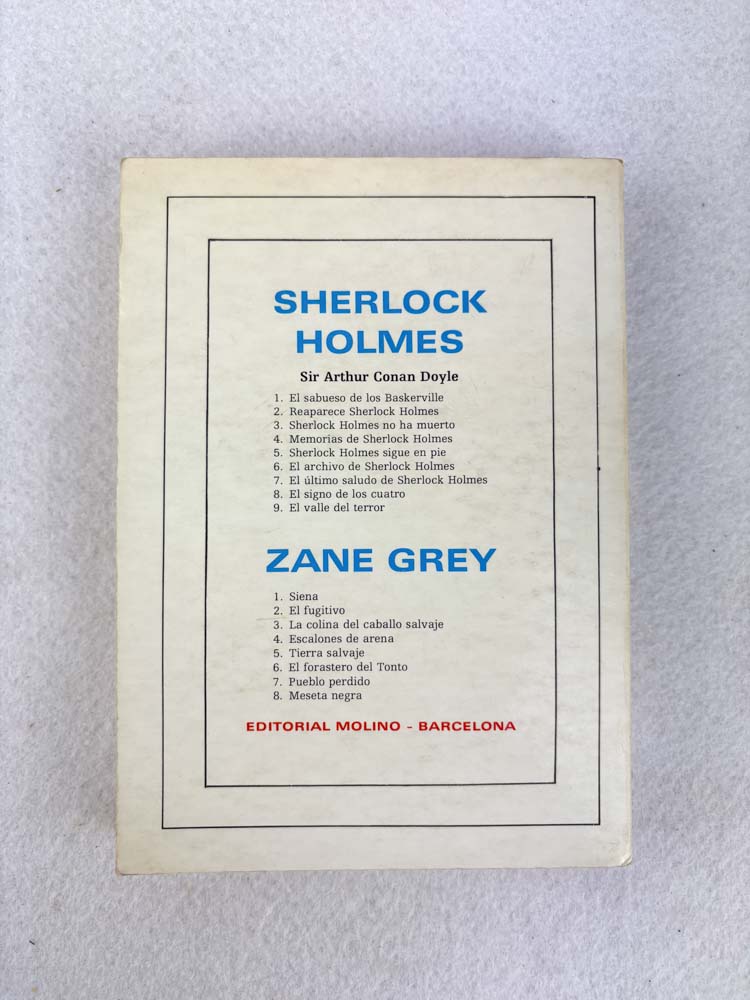 SHERLOCK
HOLMES
Sir Arthur Conan Doyle
1. El sabueso de los Baskerville
2. Reaparece Sherlock Holmes
3. Sherlock Holmes no ha muerto
4. Memorias de Sherlock Holmes
5. Sherlock Holmes sigue en pie
6. El archivo de Sherlock Holmes
7. El último saludo de Sherlock Holmes
8. El signo de los cuatro
9. El valle del terror
ZANE GREY
1. Siena
2. El fugitivo
3. La colina del caballo salvaje
4. Escalones de arena
5. Tierra salvaje
6. El forastero del Tonto
7. Pueblo perdido
8. Meseta negra
EDITORIAL MOLINO - BARCELONA